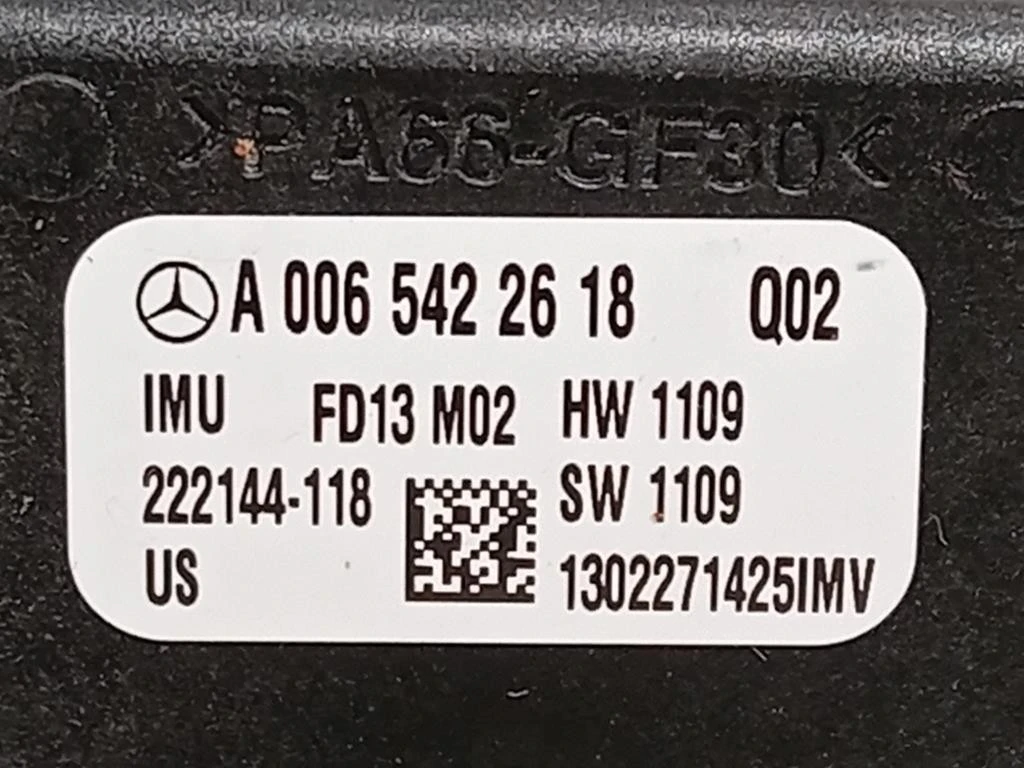 >PA66-GF30<
A 006 542 26 18 Q02
IMU FD13 M02 HW 1109
222144-118 SW 1109
US 1302271425IMV